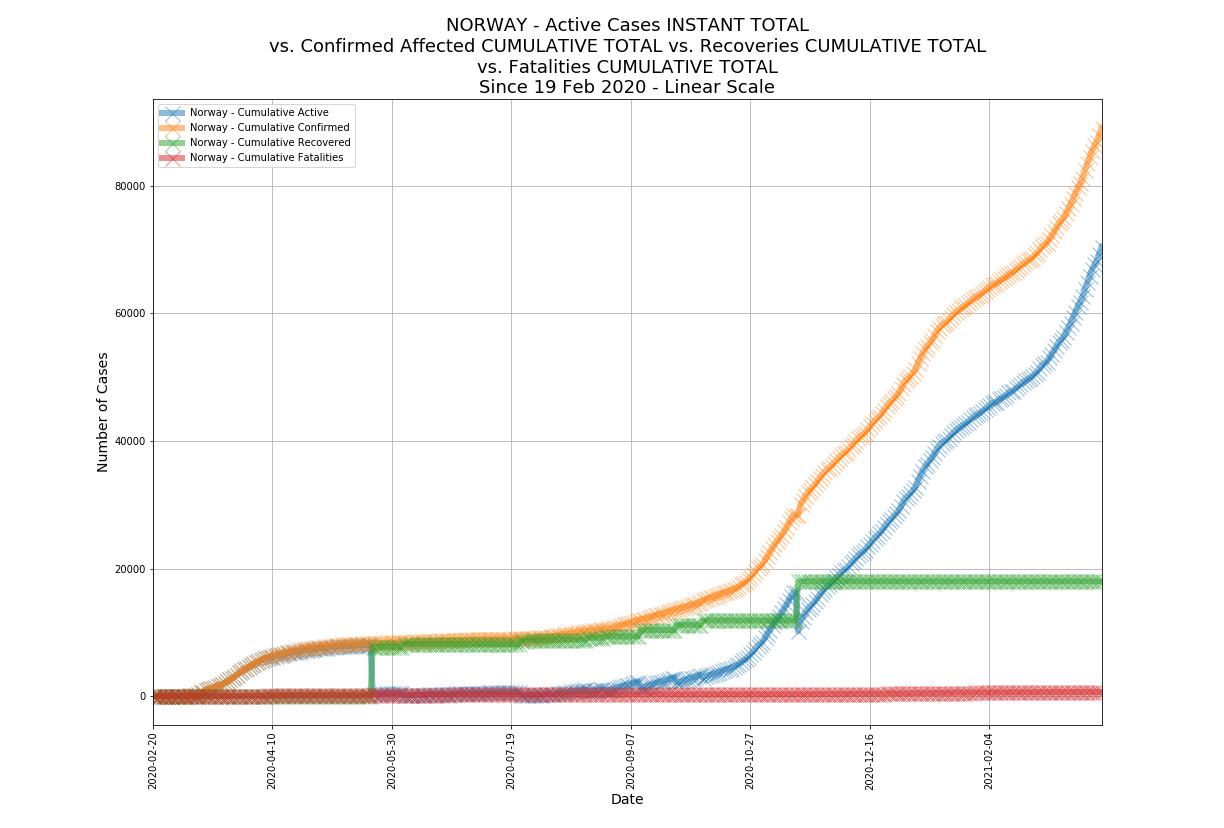 NORWAY - Active Cases INSTANT TOTAL
vs. Confirmed Affected CUMULATIVE TOTAL vs. Recoveries CUMULATIVE TOTAL
vs. Fatalities CUMULATIVE TOTAL
Since 19 Feb 2020 - Linear Scale
Norway - Cumulative Active
Norway - Cumulative Confirmed
Norway - Cumulative Recovered
Norway - Cumulative Fatalities
Number of Cases
80000
60000
40000
20000
0
2020-02-20
2020-04-10
2020-05-30
2020-07-19
2020-09-07
2020-10-27
2020-12-16
2021-02-04
Date